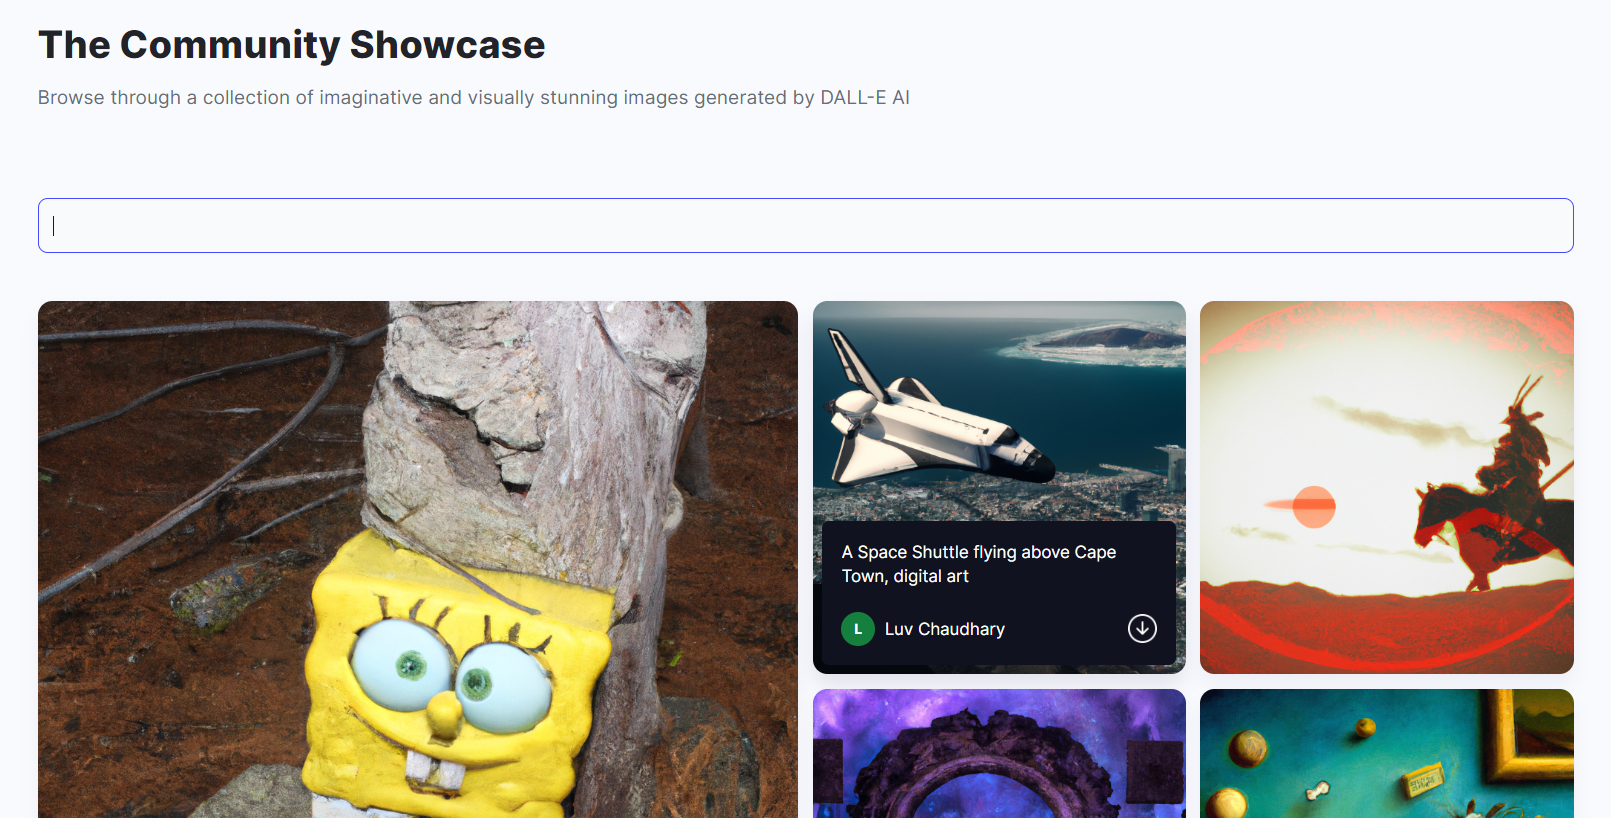 The Community Showcase
Browse through a collection of imaginative and visually stunning images generated by DALL-E AI
A Space Shuttle flying above Cape
Town, digital art
L
Luv Chaudhary